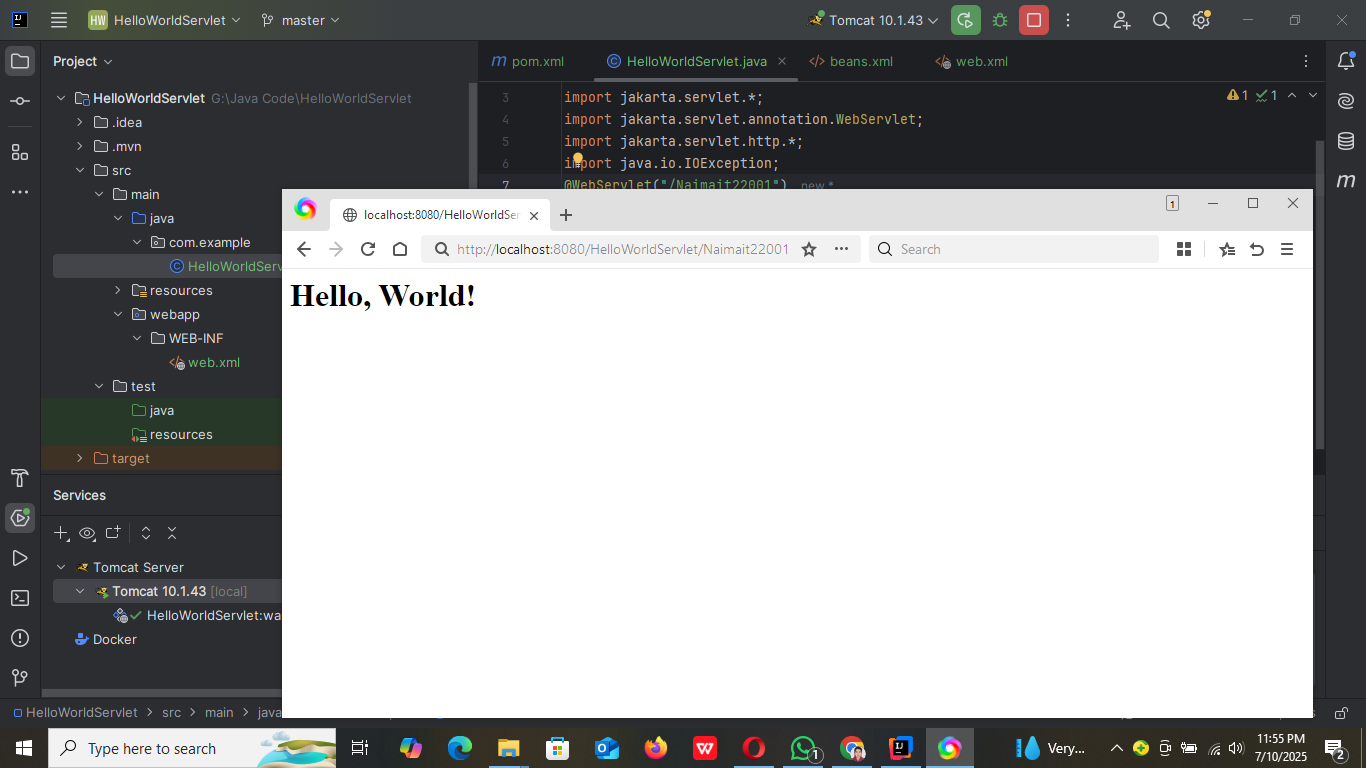 HW HelloWorldServlet master Tomcat 10.1.43
Project
HelloWorldServlet G:\Java Code\HelloWorldServlet
.idea
.mvn
src
main
java
com.example
HelloWorldServ
resources
webapp
WEB-INF
web.xml
test
java
resources
target
pom.xml HelloWorldServlet.java beans.xml web.xml
1 1
3 import jakarta.servlet.*;
4 import jakarta.servlet.annotation.WebServlet;
5 import jakarta.servlet.http.*;
6 import java.io.IOException;
7 @WebServlet("/Naimait22001") new *
localhost:8080/HelloWorldSer
1
http://localhost:8080/HelloWorldServlet/Naimait22001
Search
Hello, World!
Services
Tomcat Server
Tomcat 10.1.43 [local]
HelloWorldServlet:wa
Docker
HelloWorldServlet > src > main > java
Type here to search
1
Very...
11:55 PM
7/10/2025
2